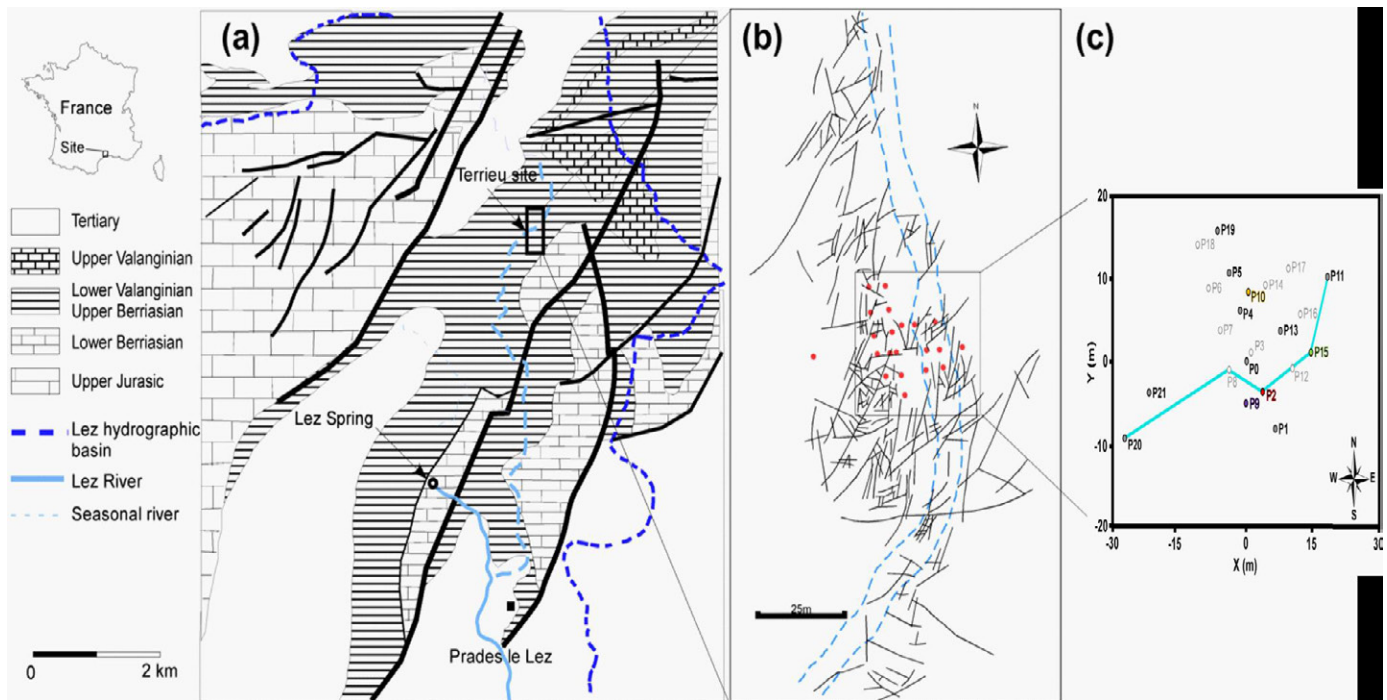 (a)
(b)
(c)
France
Site
Tertiary
Upper Valanginian
Lower Valanginian
Upper Berriasian
Lower Berriasian
Upper Jurasic
Lez hydrographic
basin
Lez River
Seasonal river
0 2 km
Terrieu site
Lez Spring
Prades le Lez
N
25m
20
10
0
-10
-20
Y (m)
-30 -15 0 15 30
X (m)
P19
P18
P5
P17
P11
P6
P14
P10
P4
P16
P7
P13
P3
P15
P0
P8
P12
P21
P2
P9
P1
P20
N
W E
S